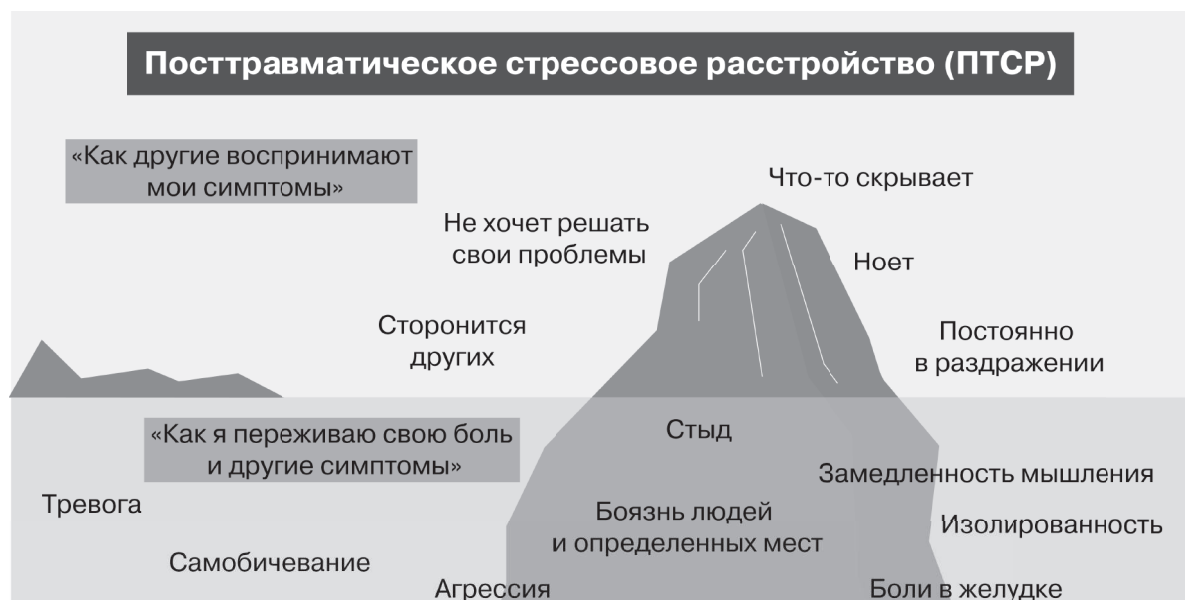 Посттравматическое стрессовое расстройство (ПТСР)
«Как другие воспринимают
мои симптомы»
Что-то скрывает
Не хочет решать
свои проблемы
Ноет
Сторонится
других
Постоянно
в раздражении
«Как я переживаю свою боль
и другие симптомы»
Стыд
Замедленность мышления
Тревога
Боязнь людей
и определенных мест
Изолированность
Самобичевание
Агрессия
Боли в желудке